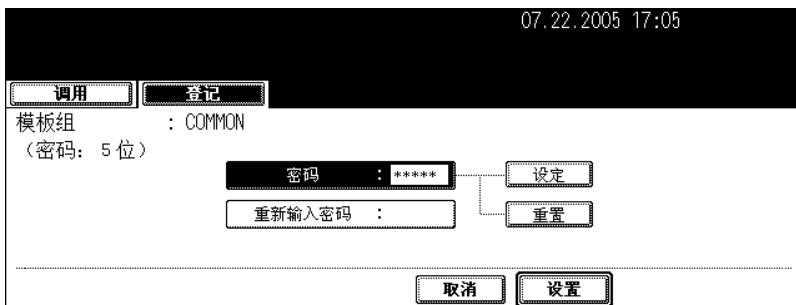 07.22.2005 17:05
调用 登记
模板组 : COMMON
（密码: 5位）
密码 : ***** 设定
重新输入密码 : 重置
取消 设置